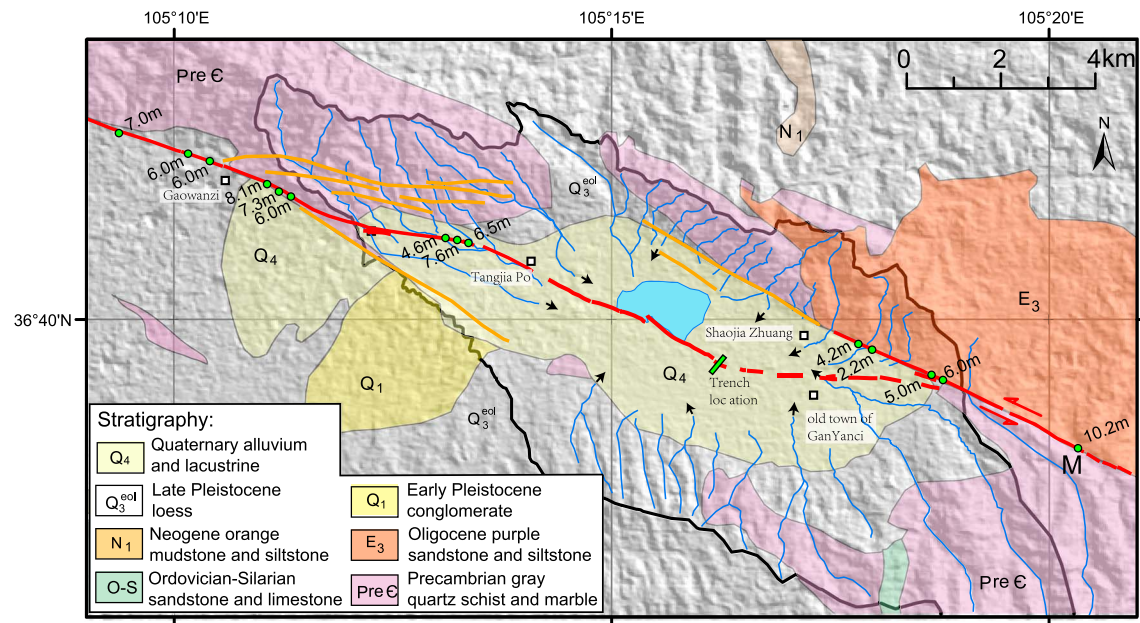 105°10'E
105°15'E
105°20'E
0 2 4km
N
Pre Є
N1
7.0m
6.0m
6.0m
Gaowanzi
8.1m
7.3m
6.0m
Q3eol
4.6m
7.6m
6.5m
Q4
Tangjia Po
E3
36°40'N
Shaojia Zhuang
4.2m
2.2m
5.0m
6.0m
Q4
Trench
loc ation
Q1
Q3eol
old town of
GanYanci
10.2m
M
Pre Є
Stratigraphy:
Q4 Quaternary alluvium
and lacustrine
Q3eol Late Pleistocene
loess
N1 Neogene orange
mudstone and siltstone
O-S Ordovician-Silarian
sandstone and limestone
Q1 Early Pleistocene
conglomerate
E3 Oligocene purple
sandstone and siltstone
Pre Є Precambrian gray
quartz schist and marble